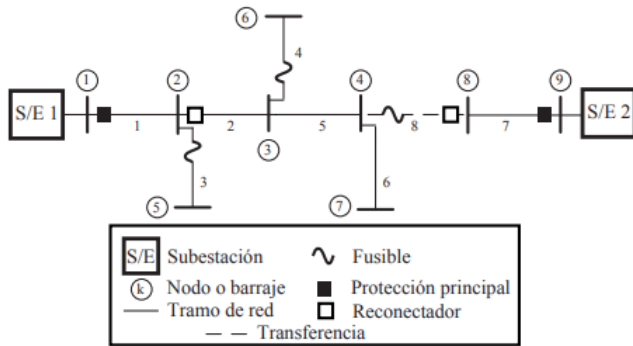 6
4
1
2
4
8
9
S/E 1
S/E 2
1
2
5
8
7
3
3
6
5
7
S/E Subestación
Fusible
k Nodo o barraje
Protección principal
Tramo de red
Reconectador
Transferencia